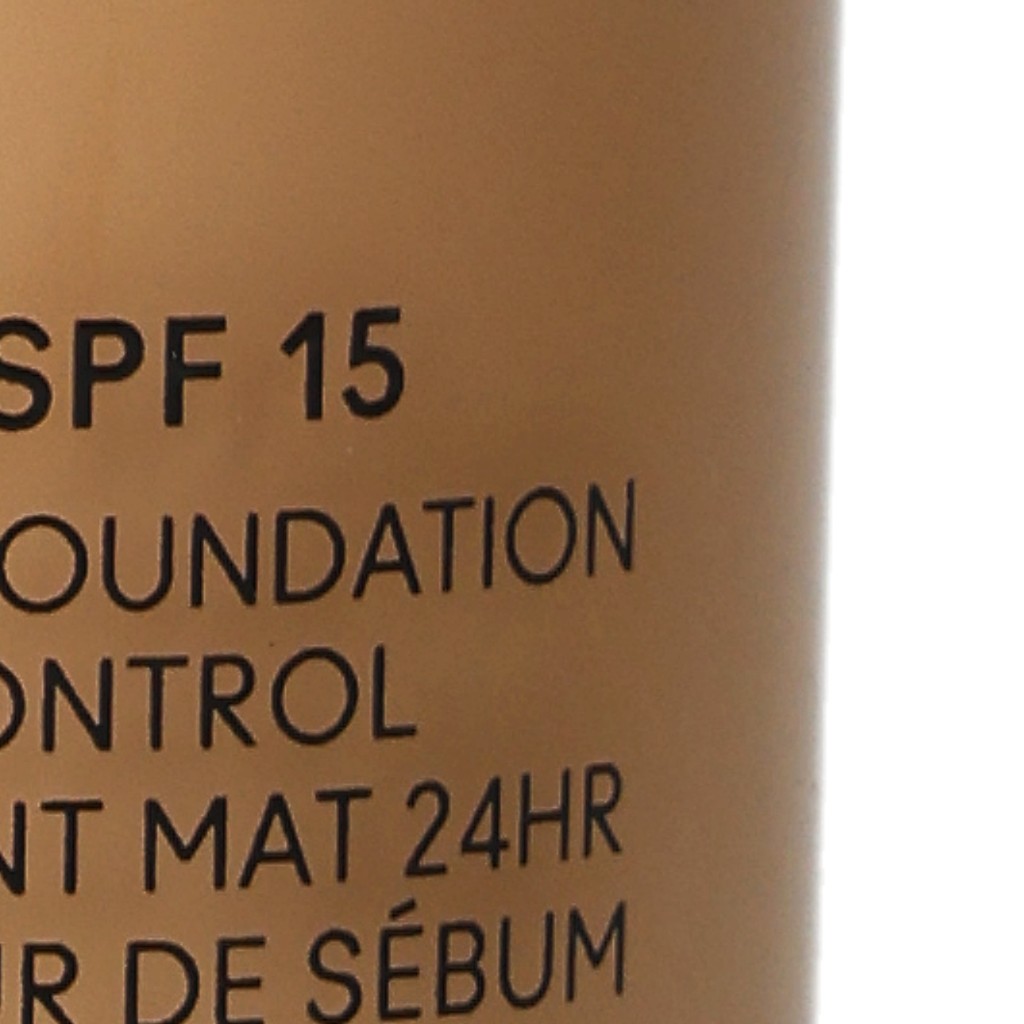 SPF 15
OUNDATION
ONTROL
NT MAT 24HR
UR DE SÉBUM